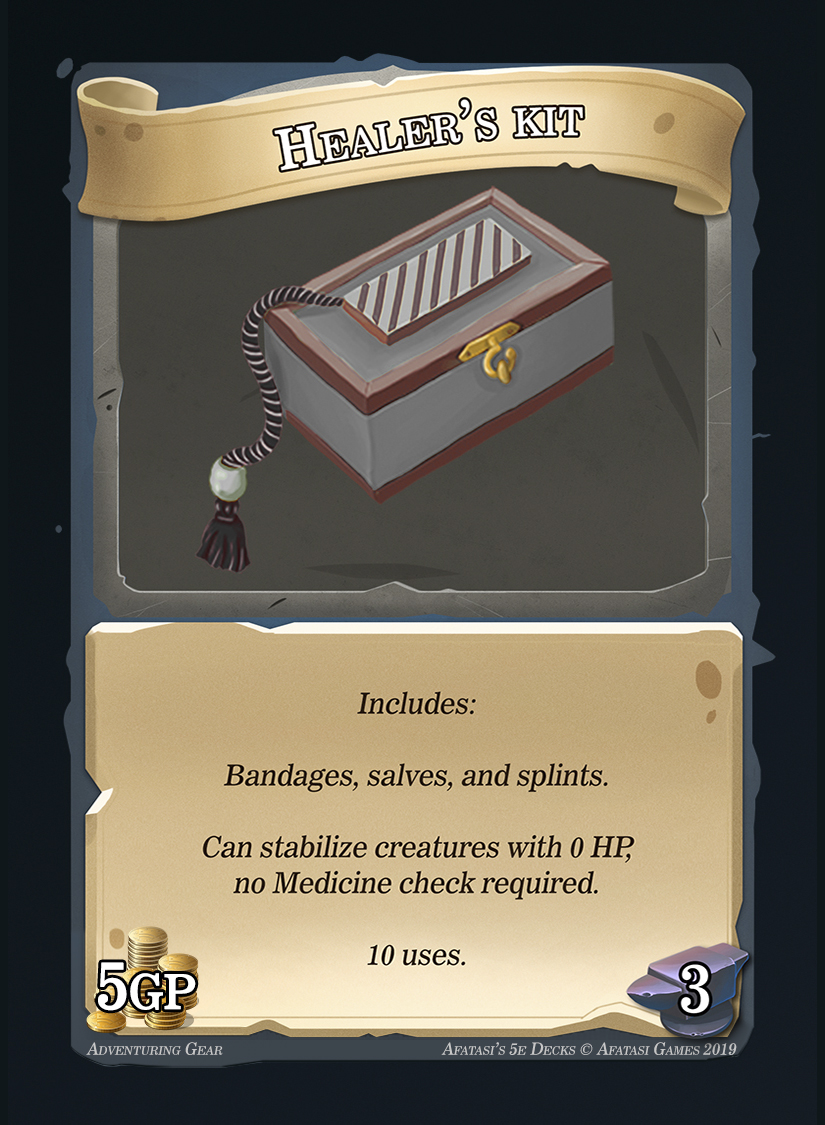 Healer's kit
Includes:
Bandages, salves, and splints.
Can stabilize creatures with 0 HP,
no Medicine check required.
10 uses.
5GP
3
Adventuring Gear
Afatasi's 5e Decks © Afatasi Games 2019